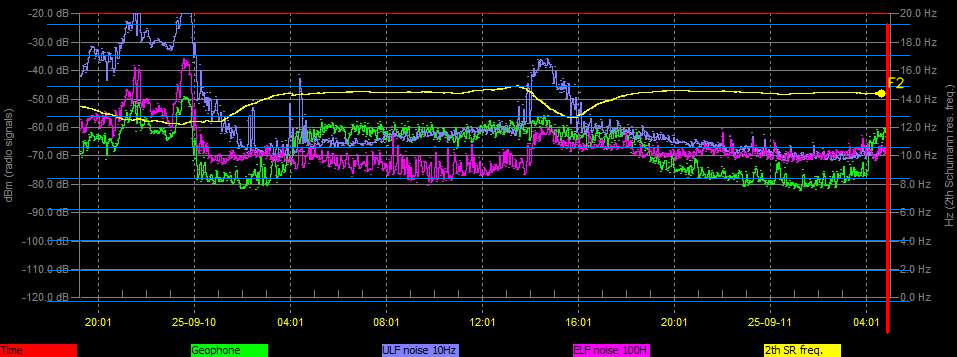 -20.0 dB 20.0 Hz
-30.0 dB 18.0 Hz
-40.0 dB 16.0 Hz
F2
-50.0 dB 14.0 Hz
-60.0 dB 12.0 Hz
-70.0 dB 10.0 Hz
-80.0 dB 8.0 Hz
-90.0 dB 6.0 Hz
-100.0 dB 4.0 Hz
-110.0 dB 2.0 Hz
-120.0 dB 0.0 Hz
dBm (radio signals)
Hz (2th Schumann res. freq.)
20:01 25-09-10 04:01 08:01 12:01 16:01 20:01 25-09-11 04:01
Time Geophone ULF noise 10Hz ELF noise 100H 2th SR freq.